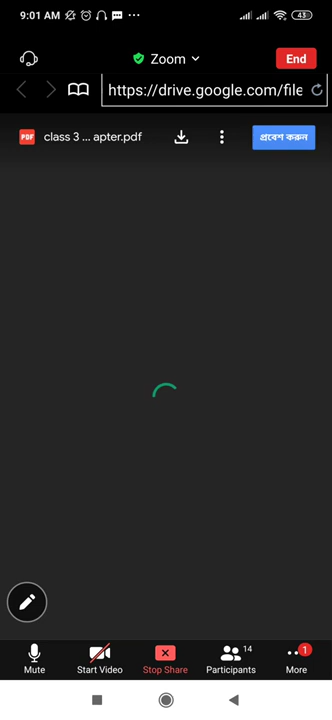 9:01 AM 43
Zoom End
https://drive.google.com/file
PDF class 3 ... apter.pdf প্রবেশ করুন
14 1
Mute Start Video Stop Share Participants More